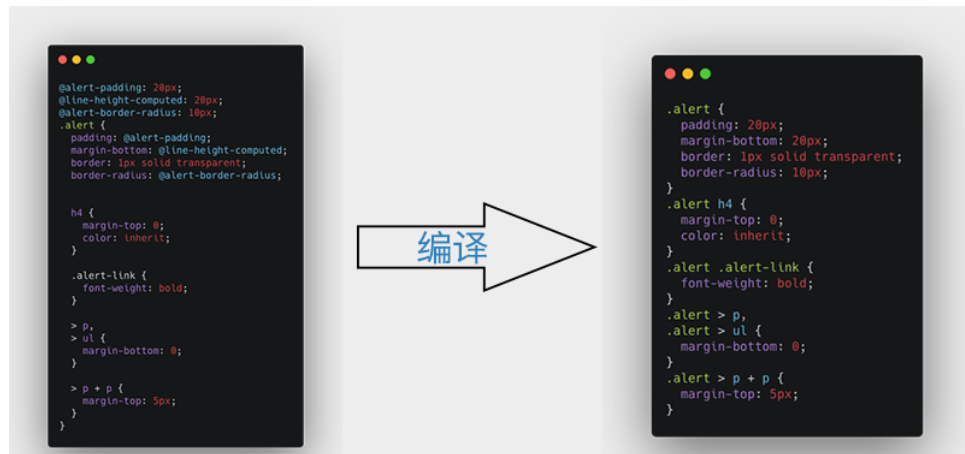 @alert-padding: 20px;
@line-height-computed: 20px;
@alert-border-radius: 10px;
.alert {
  padding: @alert-padding;
  margin-bottom: @line-height-computed;
  border: 1px solid transparent;
  border-radius: @alert-border-radius;
  h4 {
    margin-top: 0;
    color: inherit;
  }
  .alert-link {
    font-weight: bold;
  }
  > p,
  > ul {
    margin-bottom: 0;
  }
  > p + p {
    margin-top: 5px;
  }
}
编译
.alert {
  padding: 20px;
  margin-bottom: 20px;
  border: 1px solid transparent;
  border-radius: 10px;
}
.alert h4 {
  margin-top: 0;
  color: inherit;
}
.alert .alert-link {
  font-weight: bold;
}
.alert > p,
.alert > ul {
  margin-bottom: 0;
}
.alert > p + p {
  margin-top: 5px;
}